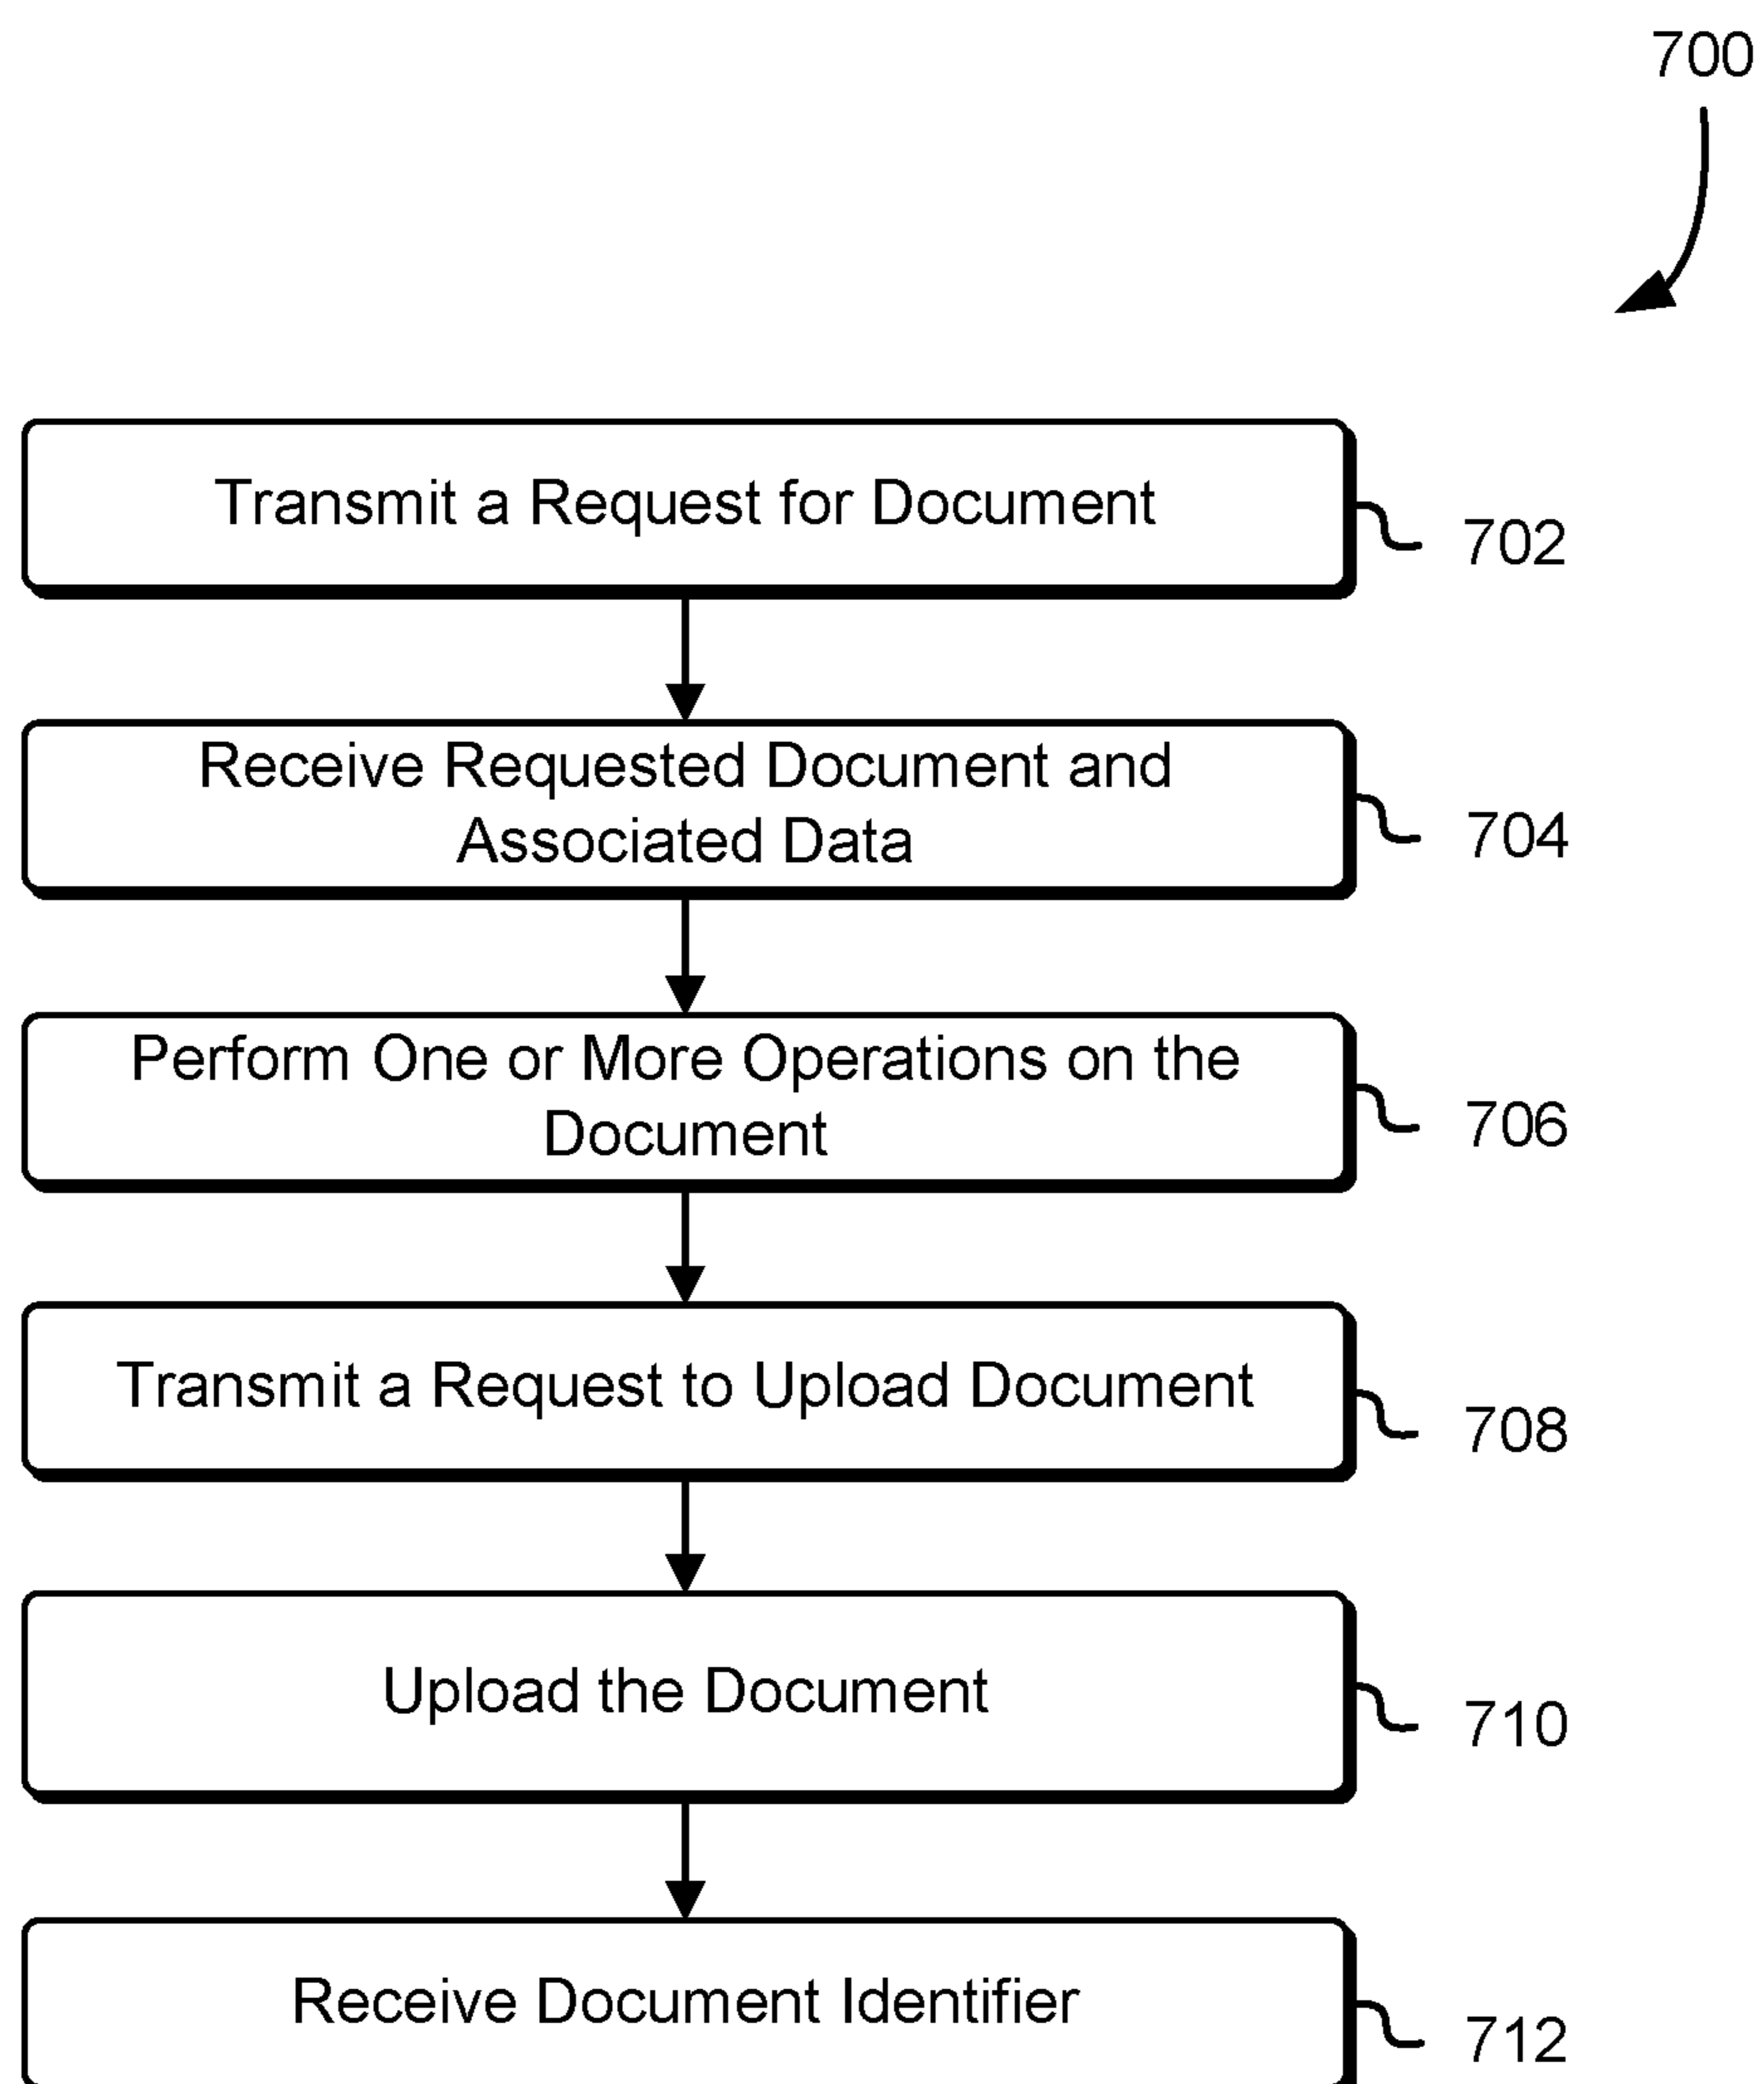 700
Transmit a Request for Document
702
Receive Requested Document and
Associated Data
704
Perform One or More Operations on the
Document
706
Transmit a Request to Upload Document
708
Upload the Document
710
Receive Document Identifier
712